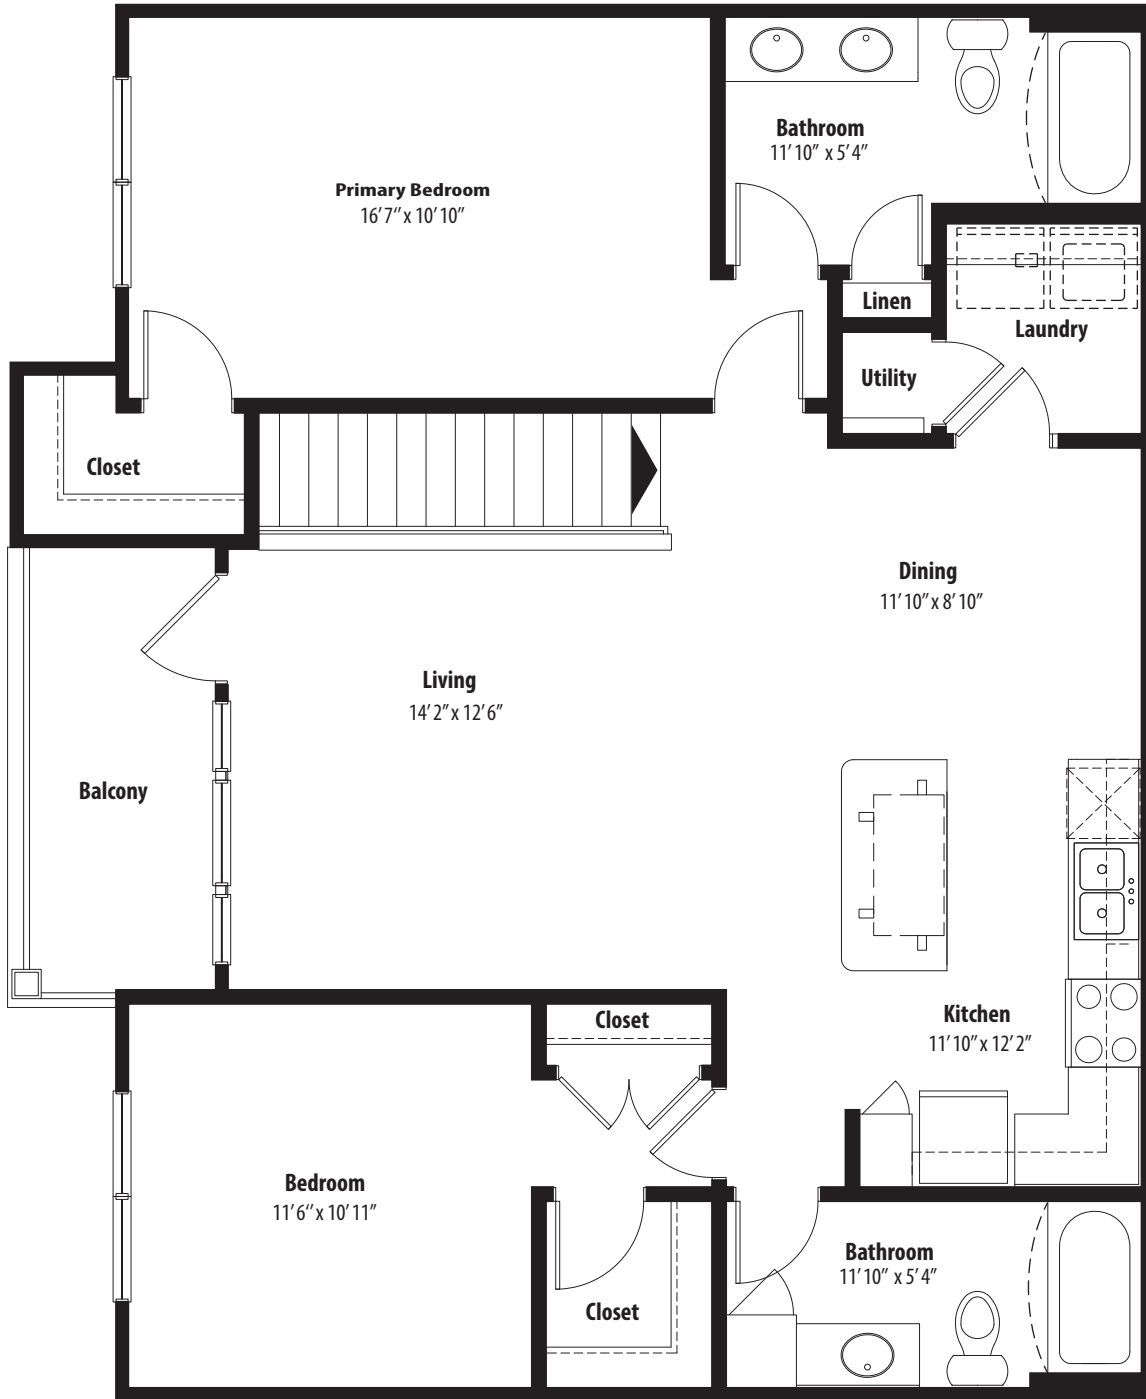 Bathroom
11’10” x 5’4”
Primary Bedroom
16’7” x 10’10”
Linen
Laundry
Utility
Closet
Dining
11’10” x 8’10”
Living
14’2” x 12’6”
Balcony
Kitchen
11’10” x 12’2”
Closet
Bedroom
11’6” x 10’11”
Bathroom
11’10” x 5’4”
Closet